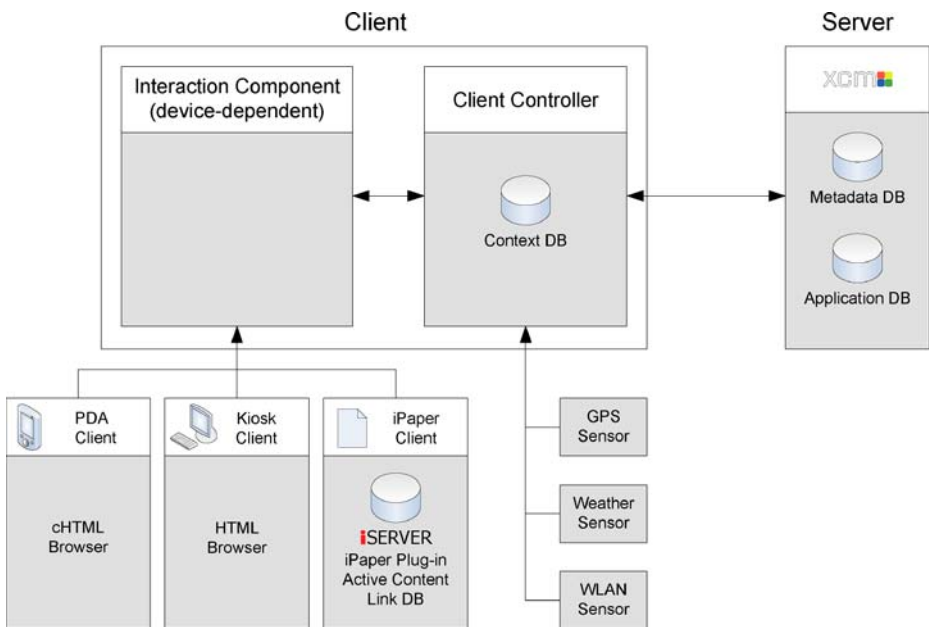 Client
Server
Interaction Component
(device-dependent)
Client Controller
xcm
Context DB
Metadata DB
Application DB
PDA
Client
Kiosk
Client
iPaper
Client
cHTML
Browser
HTML
Browser
iSERVER
iPaper Plug-in
Active Content
Link DB
GPS
Sensor
Weather
Sensor
WLAN
Sensor